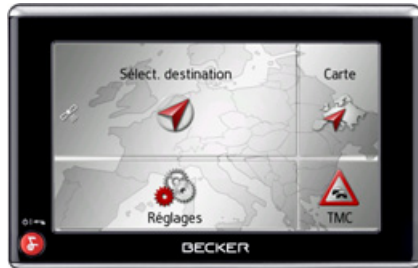 Sélect. destination
Carte
Réglages
TMC
BECKER